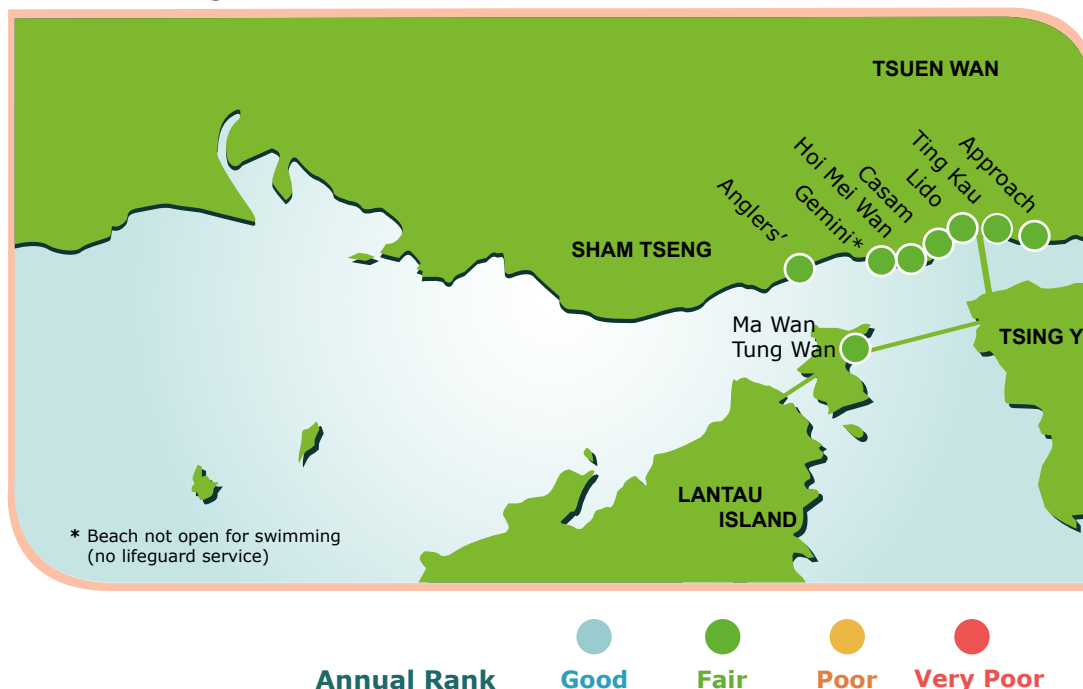 TSUEN WAN
Anglers’
Gemini*
Hoi Mei Wan
Casam
Lido
Ting Kau
Approach
SHAM TSENG
Ma Wan
Tung Wan
TSING Y
LANTAU
ISLAND
* Beach not open for swimming
(no lifeguard service)
Annual Rank
Good
Fair
Poor
Very Poor